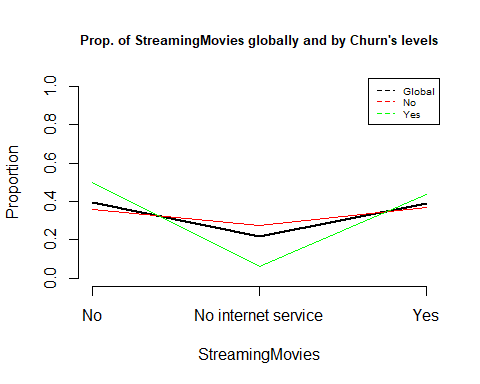 Prop. of StreamingMovies globally and by Churn's levels
Global
No
Yes
Proportion
1.0
0.8
0.6
0.4
0.2
0.0
No
No internet service
Yes
StreamingMovies